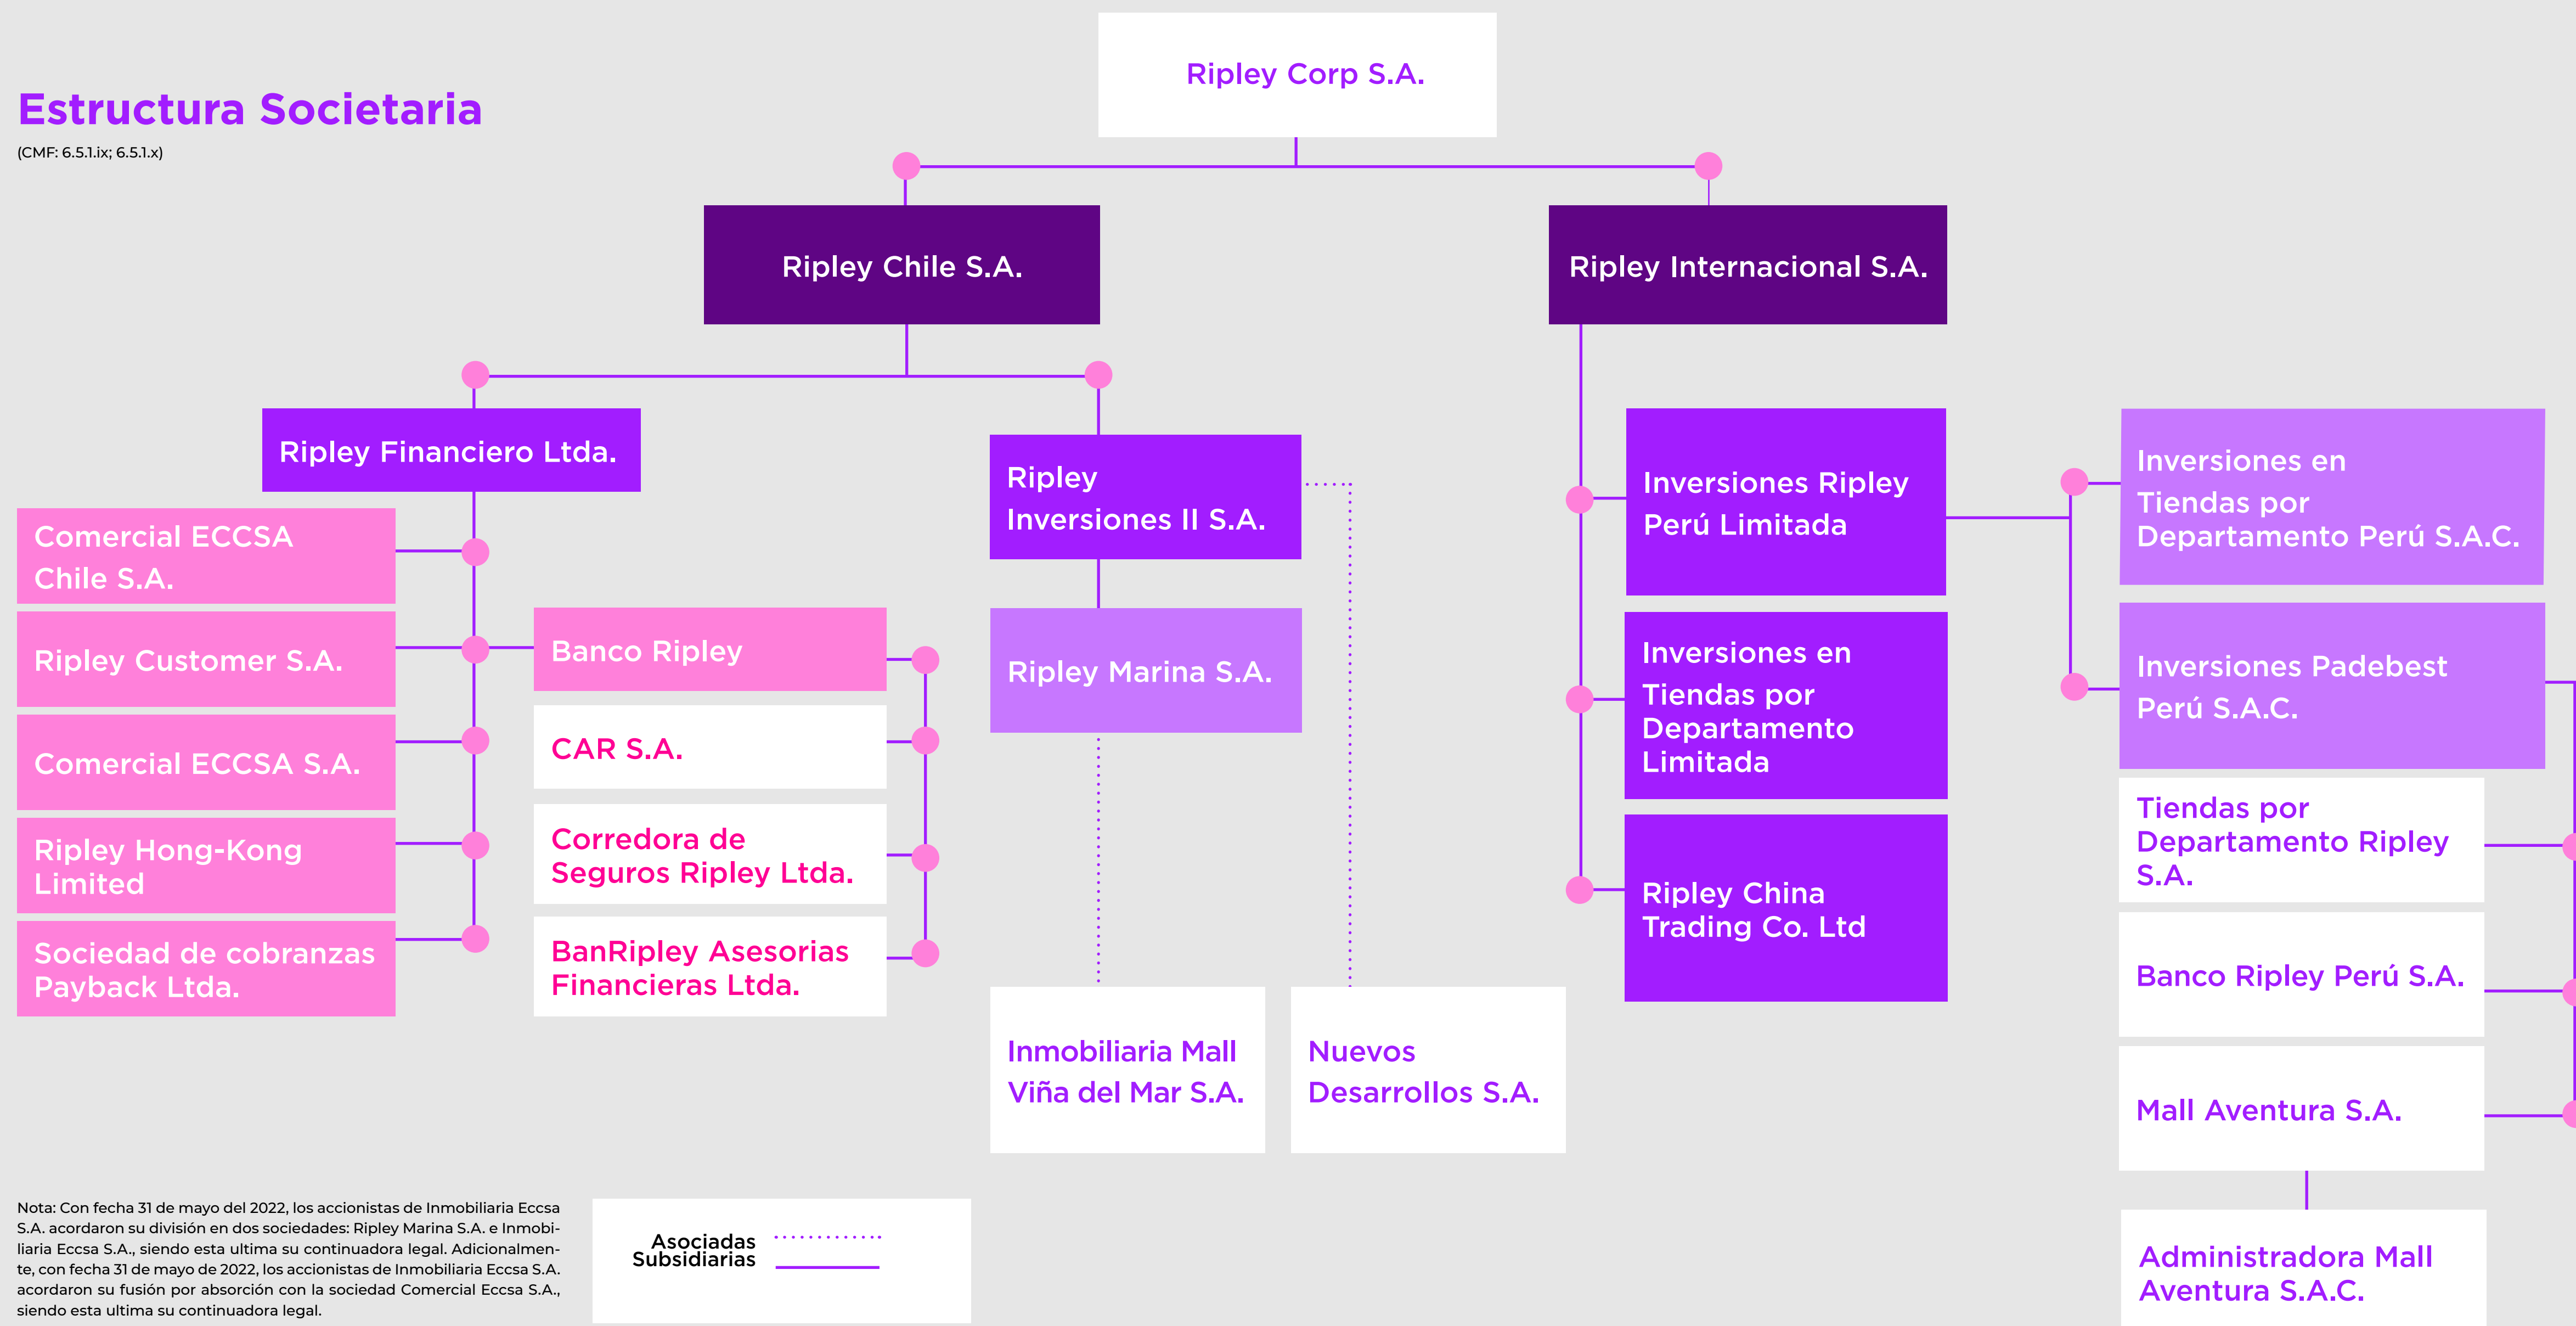 Ripley Corp S.A.
Estructura Societaria
(CMF: 6.5.1.ix; 6.5.1.x)
Ripley Chile S.A.
Ripley Internacional S.A.
Ripley Financiero Ltda.
Comercial ECCSA
Chile S.A.
Ripley Customer S.A.
Comercial ECCSA S.A.
Ripley Hong-Kong
Limited
Sociedad de cobranzas
Payback Ltda.
Banco Ripley
CAR S.A.
Corredora de
Seguros Ripley Ltda.
BanRipley Asesorias
Financieras Ltda.
Ripley
Inversiones II S.A.
Ripley Marina S.A.
Inmobiliaria Mall
Viña del Mar S.A.
Nuevos
Desarrollos S.A.
Inversiones Ripley
Perú Limitada
Inversiones en
Tiendas por
Departamento
Limitada
Ripley China
Trading Co. Ltd
Inversiones en
Tiendas por
Departamento Perú S.A.C.
Inversiones Padebest
Perú S.A.C.
Tiendas por
Departamento Ripley
S.A.
Banco Ripley Perú S.A.
Mall Aventura S.A.
Administradora Mall
Aventura S.A.C.
Nota: Con fecha 31 de mayo del 2022, los accionistas de Inmobiliaria Eccsa
S.A. acordaron su división en dos sociedades: Ripley Marina S.A. e Inmobi-
liaria Eccsa S.A., siendo esta ultima su continuadora legal. Adicionalmen-
te, con fecha 31 de mayo de 2022, los accionistas de Inmobiliaria Eccsa S.A.
acordaron su fusión por absorción con la sociedad Comercial Eccsa S.A.,
siendo esta ultima su continuadora legal.
Asociadas
Subsidiarias